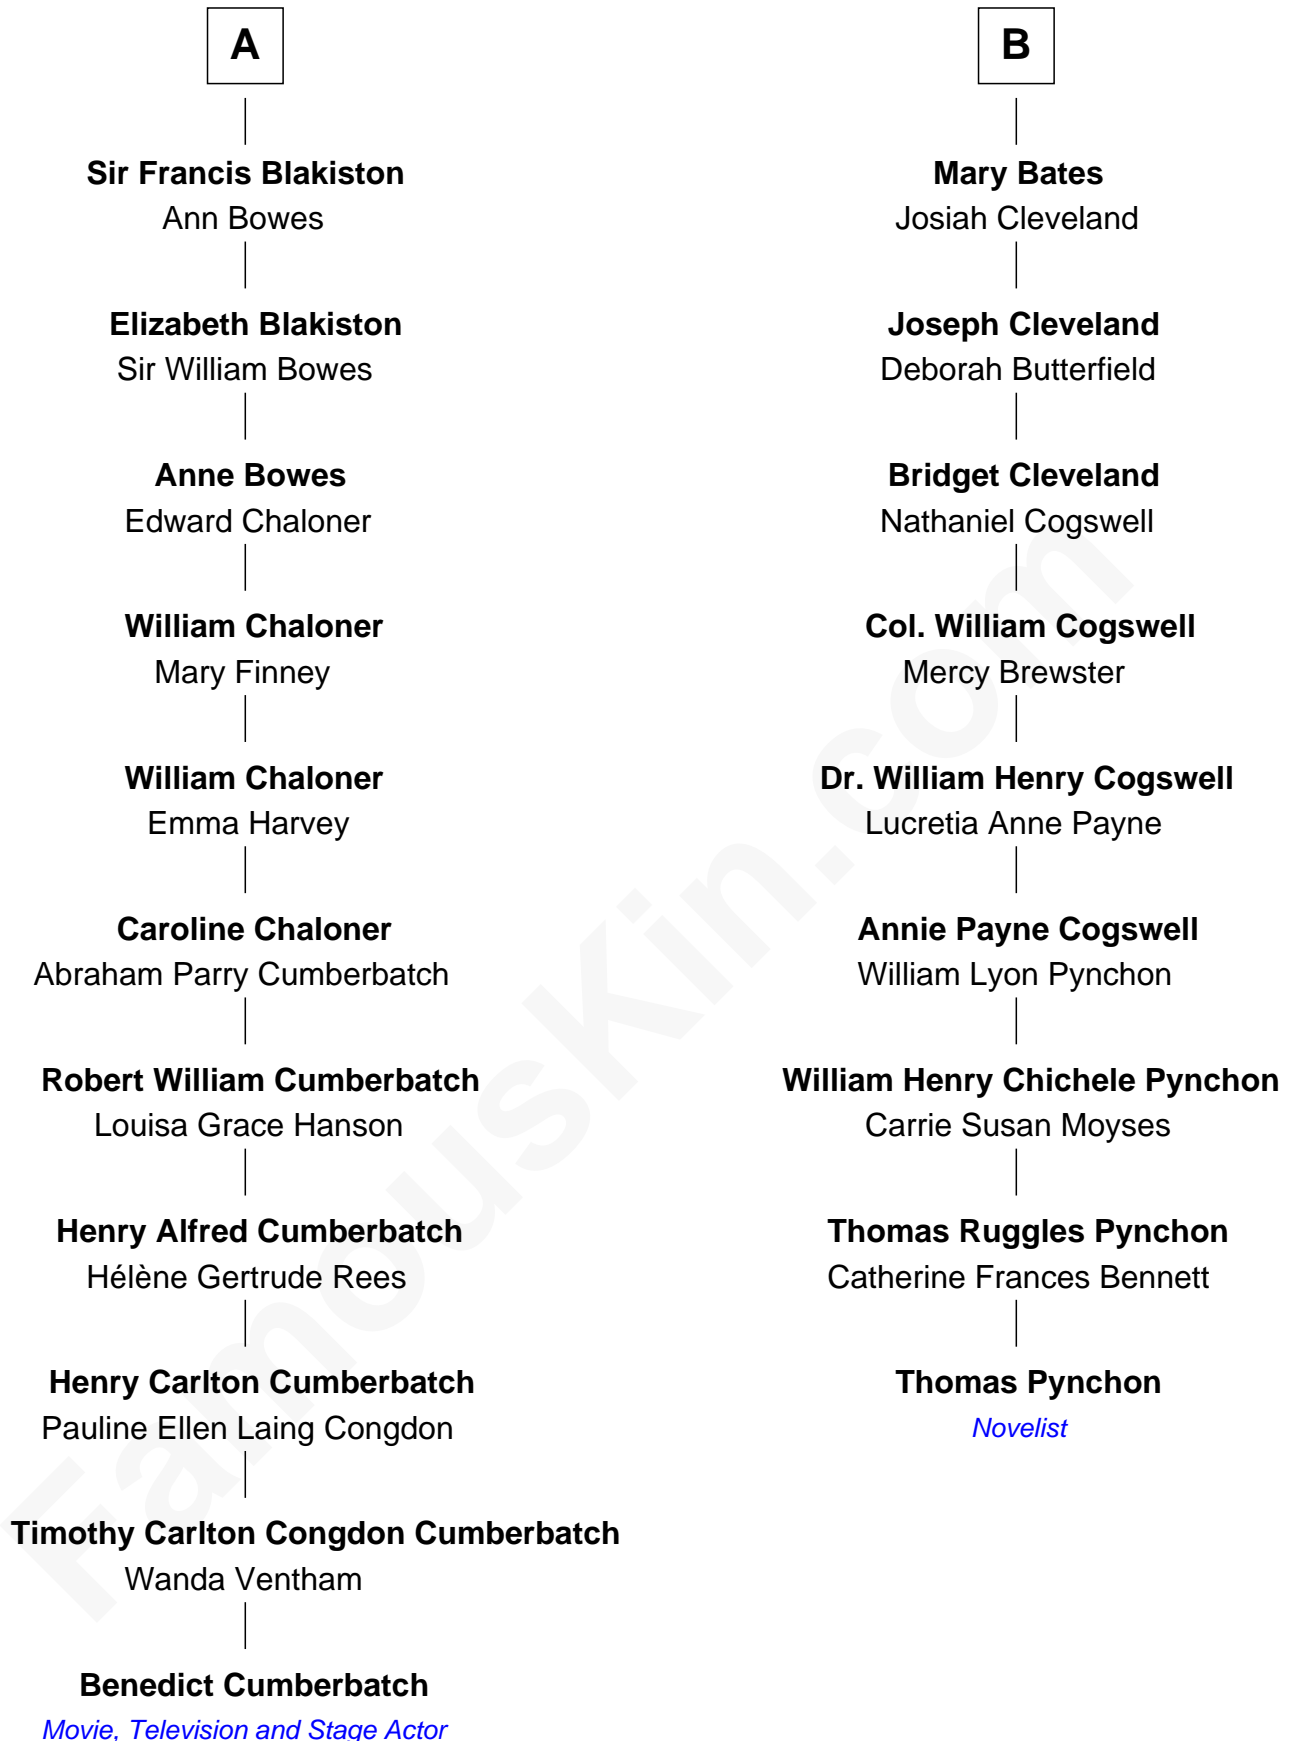 A
Sir Francis Blakiston
Ann Bowes
Elizabeth Blakiston
Sir William Bowes
Anne Bowes
Edward Chaloner
William Chaloner
Mary Finney
William Chaloner
Emma Harvey
Caroline Chaloner
Abraham Parry Cumberbatch
Robert William Cumberbatch
Louisa Grace Hanson
Henry Alfred Cumberbatch
Hélène Gertrude Rees
Henry Carlton Cumberbatch
Pauline Ellen Laing Congdon
Timothy Carlton Congdon Cumberbatch
Wanda Ventham
Benedict Cumberbatch
Movie, Television and Stage Actor
B
Mary Bates
Josiah Cleveland
Joseph Cleveland
Deborah Butterfield
Bridget Cleveland
Nathaniel Cogswell
Col. William Cogswell
Mercy Brewster
Dr. William Henry Cogswell
Lucretia Anne Payne
Annie Payne Cogswell
William Lyon Pynchon
William Henry Chichele Pynchon
Carrie Susan Moyses
Thomas Ruggles Pynchon
Catherine Frances Bennett
Thomas Pynchon
Novelist
FamousKin.com